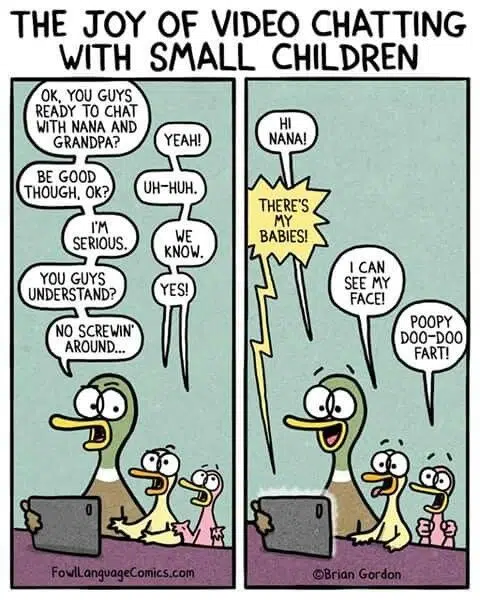 THE JOY OF VIDEO CHATTING
WITH SMALL CHILDREN
OK, YOU GUYS
READY TO CHAT
WITH NANA AND
GRANDPA?
YEAH!
BE GOOD
THOUGH, OK?
UH-HUH.
I'M
SERIOUS.
WE
KNOW.
YOU GUYS
UNDERSTAND?
YES!
NO SCREWIN'
AROUND...
HI
NANA!
THERE'S
MY
BABIES!
I CAN
SEE MY
FACE!
POOPY
DOO-DOO
FART!
FowlLanguageComics.com
©Brian Gordon